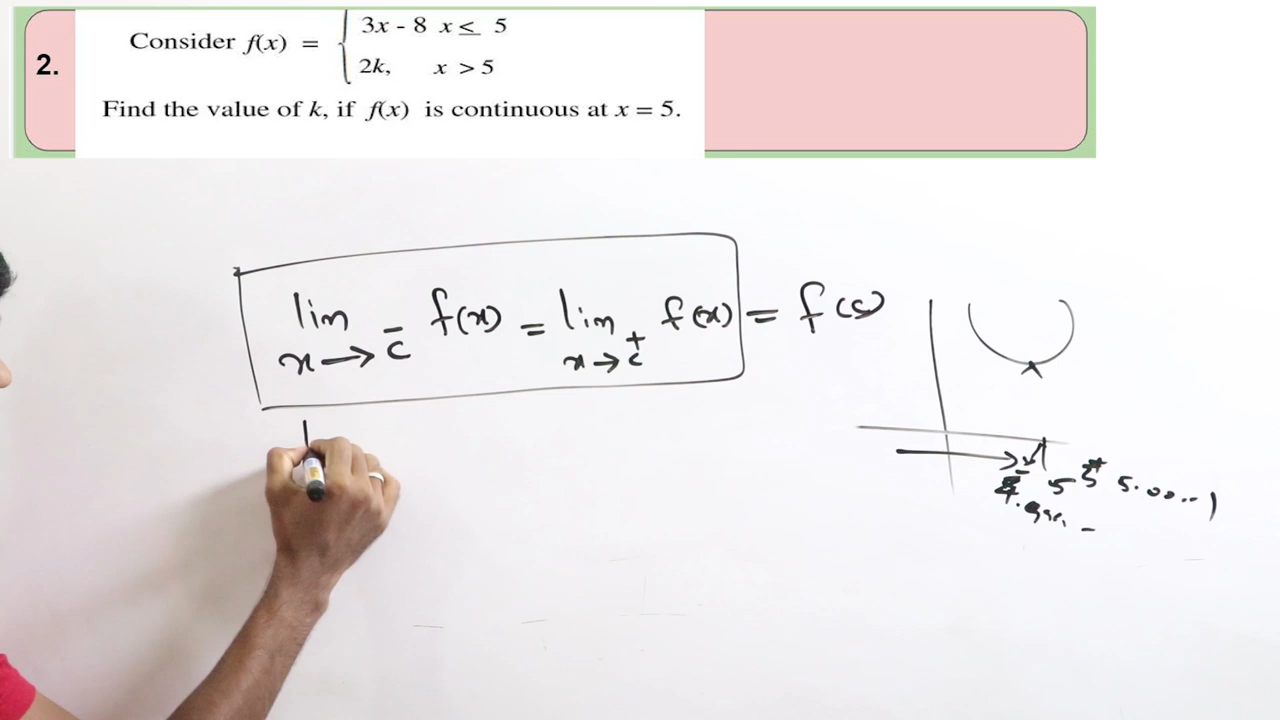 2.
Consider f(x) = { 3x - 8 x ≤ 5
2k, x > 5
Find the value of k, if f(x) is continuous at x = 5.
lim x→c⁻ f(x) = lim x→c⁺ f(x) = f(c)
5 5⁺ 5.00...1